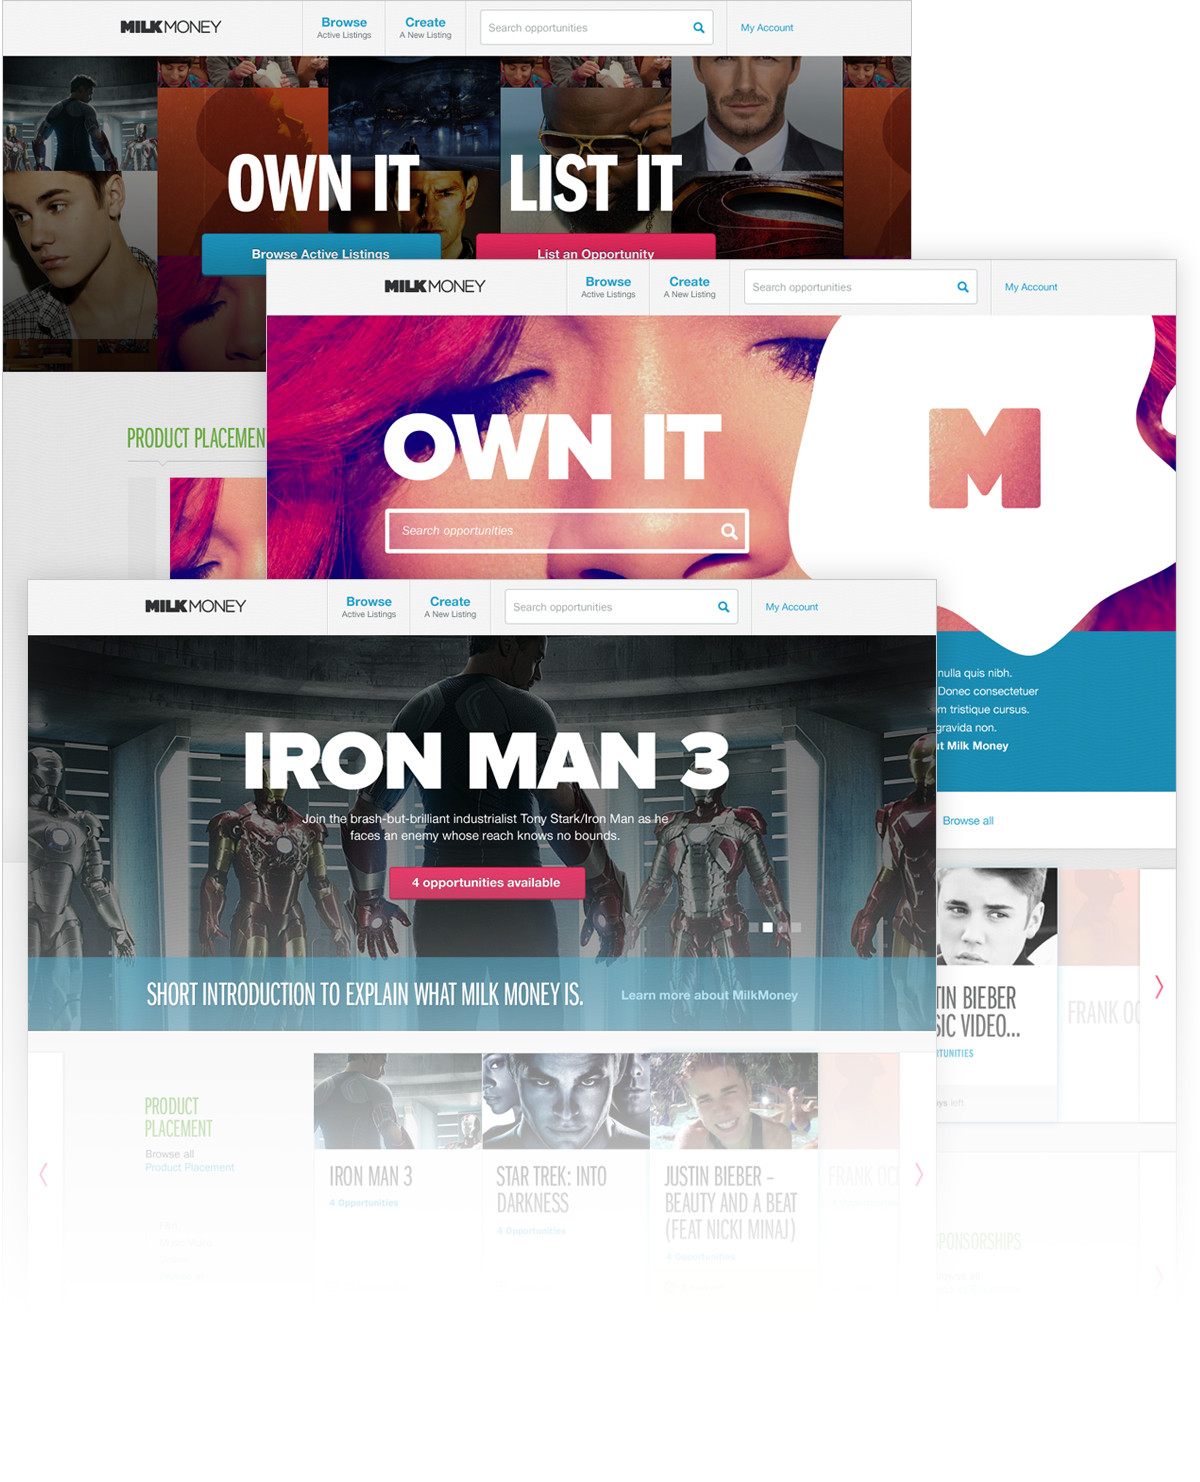 MILKMONEY
Browse
Active Listings
Create
A New Listing
Search opportunities
My Account
OWN IT
LIST IT
Browse Active Listings
List an Opportunity
PRODUCT PLACEMEN
MILKMONEY
Browse
Active Listings
Create
A New Listing
Search opportunities
My Account
OWN IT
M
Search opportunities
nulla quis nibh.
Donec consectetuer
m tristique cursus.
gravida non.
ut Milk Money
Browse all
TIN BIEBER
SIC VIDEO...
TUNITIES
ys left
FRANK OC
PONSORSHIPS
MILKMONEY
Browse
Active Listings
Create
A New Listing
Search opportunities
My Account
IRON MAN 3
Join the brash-but-brilliant industrialist Tony Stark/Iron Man as he
faces an enemy whose reach knows no bounds.
4 opportunities available
SHORT INTRODUCTION TO EXPLAIN WHAT MILK MONEY IS.
Learn more about MilkMoney
PRODUCT
PLACEMENT
Browse all
Product Placement
IRON MAN 3
4 Opportunities
STAR TREK: INTO
DARKNESS
4 Opportunities
JUSTIN BIEBER –
BEAUTY AND A BEAT
(FEAT NICKI MINAJ)
4 Opportunities
FRANK OC